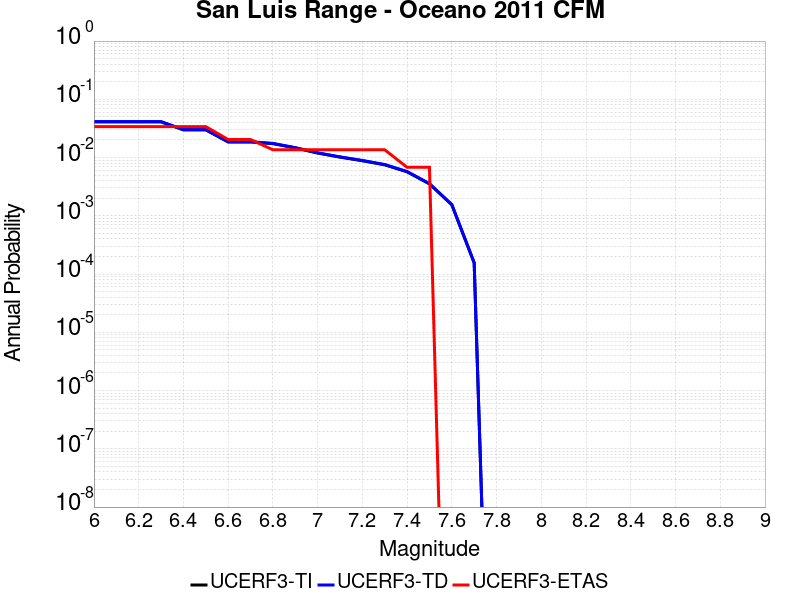 San Luis Range - Oceano 2011 CFM
10^0
10^-1
10^-2
10^-3
10^-4
10^-5
10^-6
10^-7
10^-8
Annual Probability
6 6.2 6.4 6.6 6.8 7 7.2 7.4 7.6 7.8 8 8.2 8.4 8.6 8.8 9
Magnitude
UCERF3-TI UCERF3-TD UCERF3-ETAS